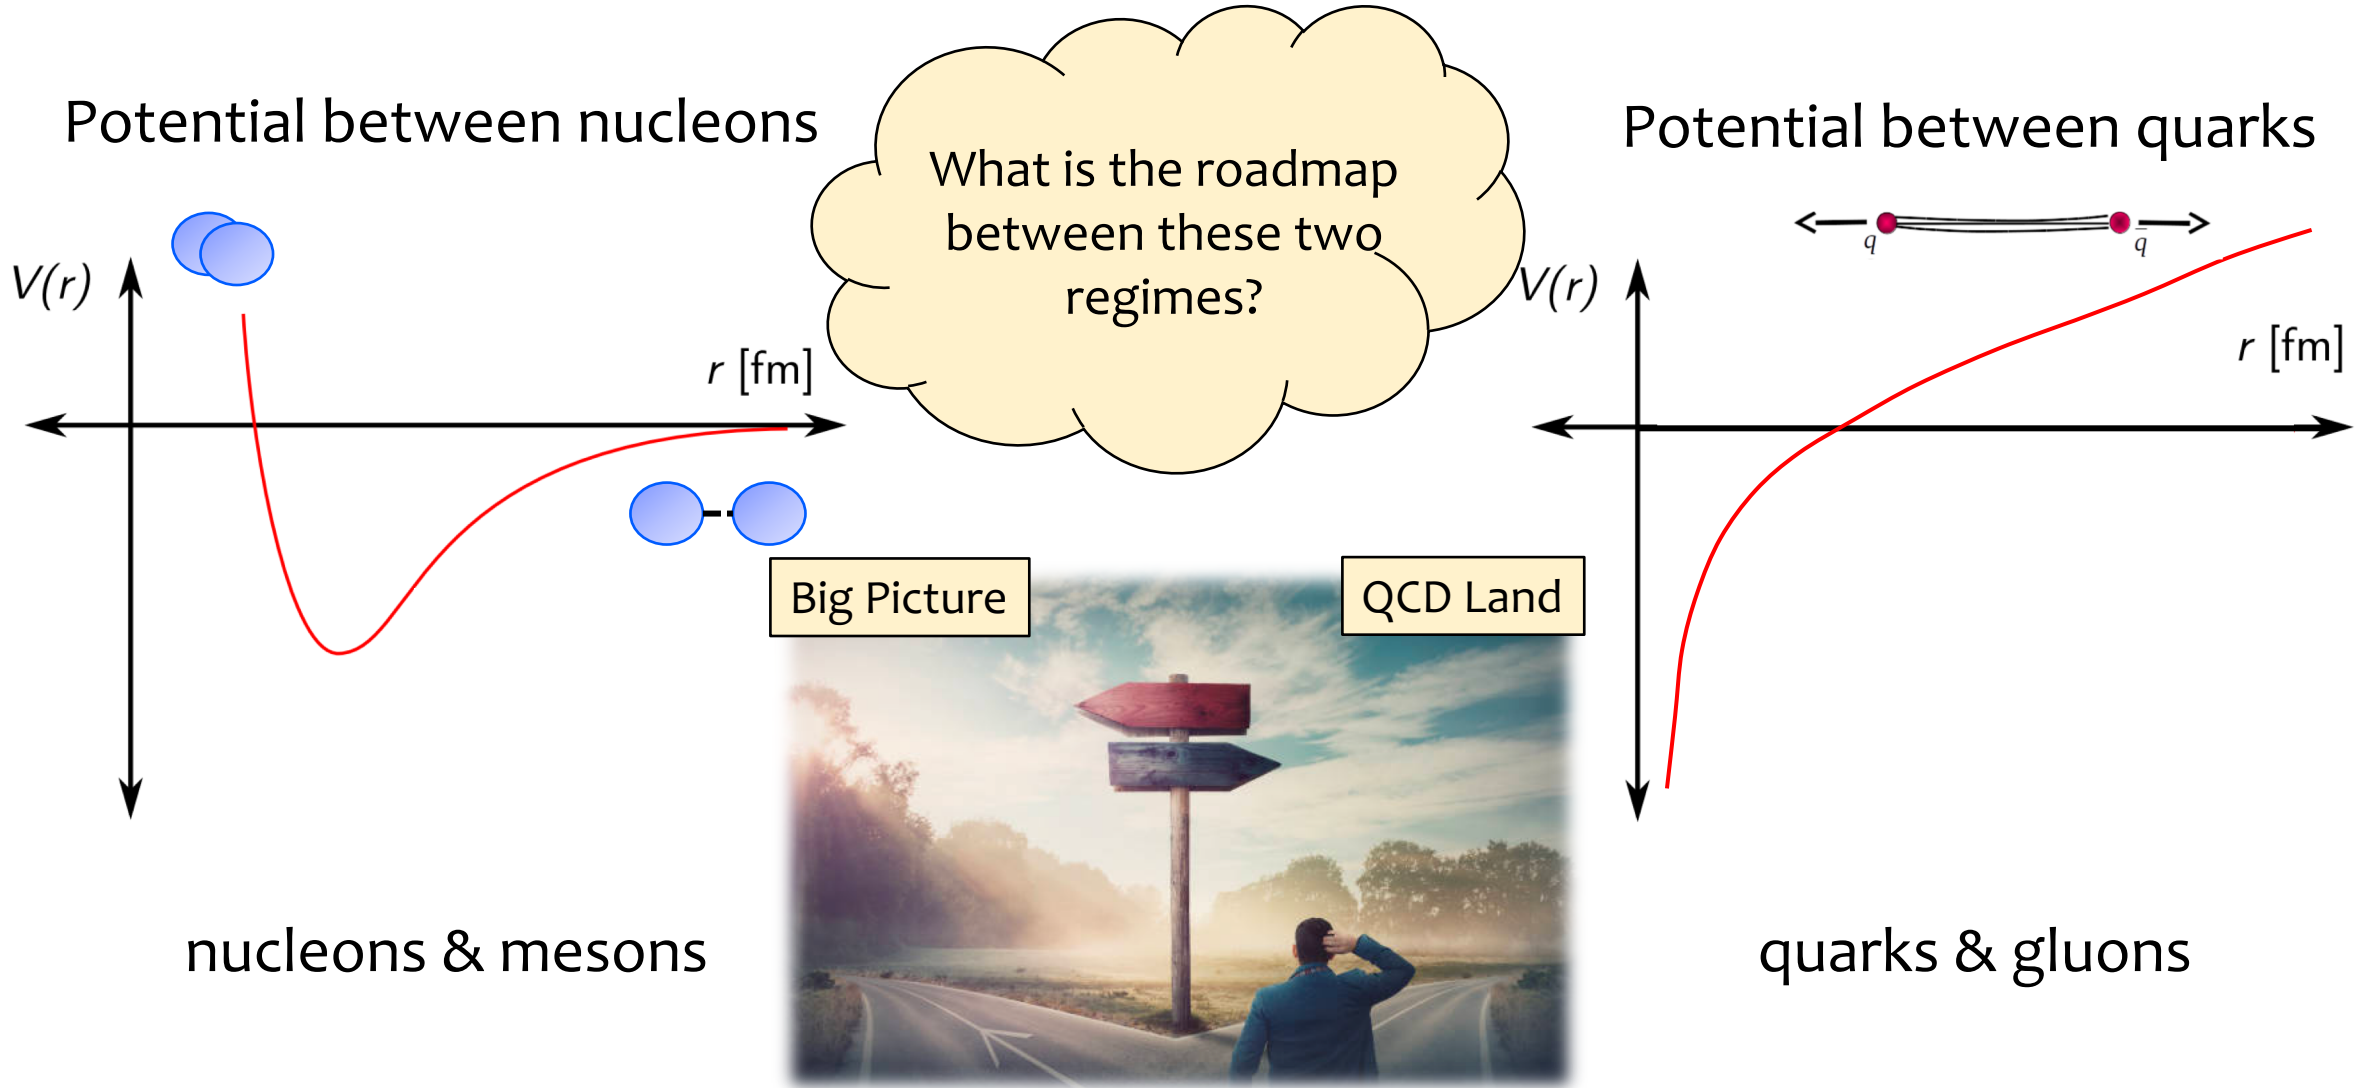 Potential between nucleons
V(r)
r [fm]
nucleons & mesons
What is the roadmap
between these two
regimes?
Big Picture
QCD Land
Potential between quarks
q
q̄
V(r)
r [fm]
quarks & gluons